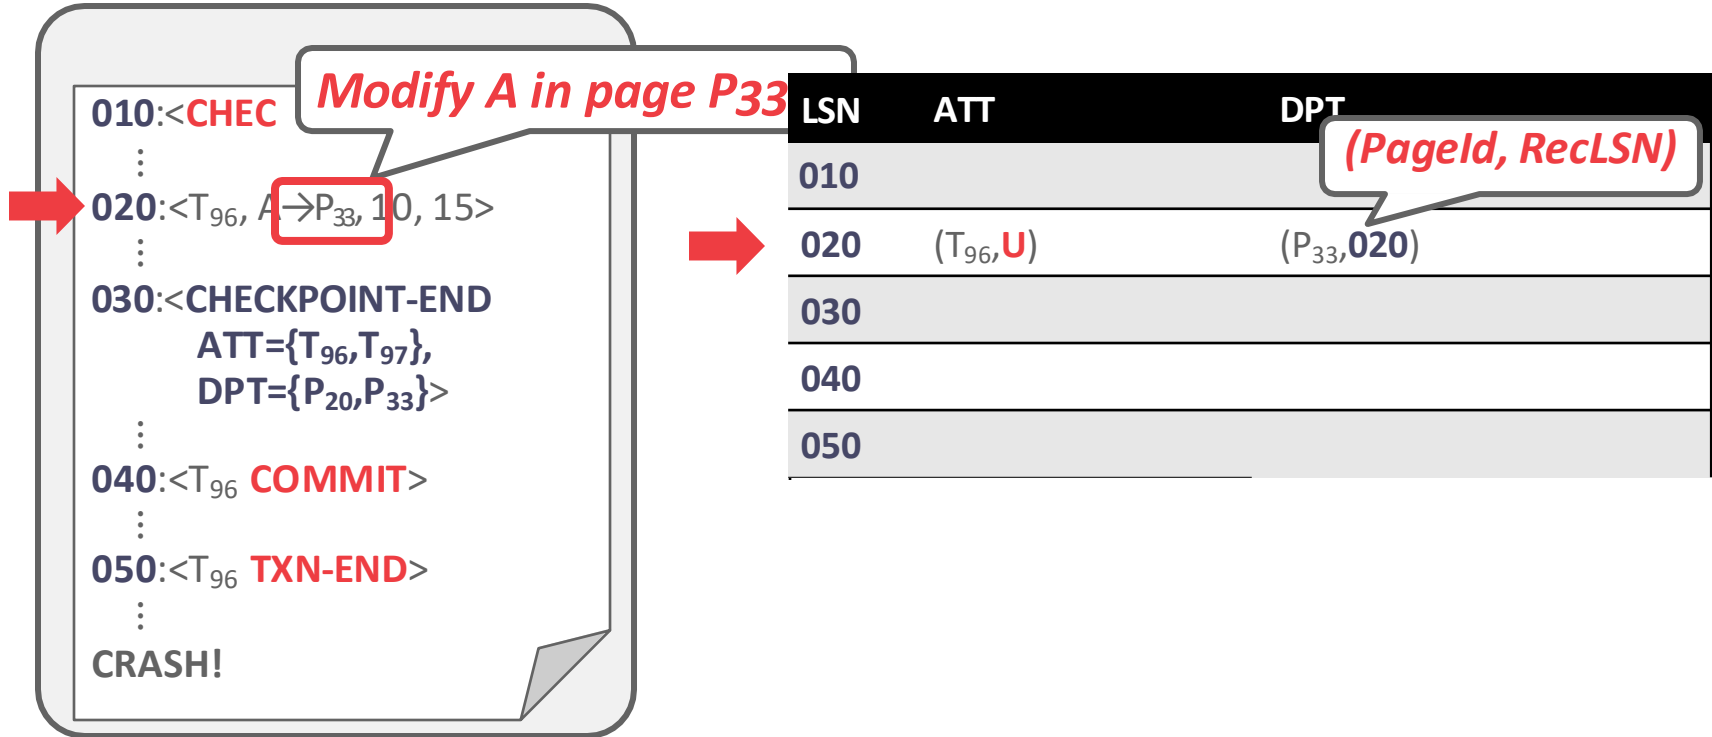 Modify A in page P33
010:<CHEC
⋮
020:<T96, A→P33, 10, 15>
⋮
030:<CHECKPOINT-END
ATT={T96,T97},
DPT={P20,P33}>
⋮
040:<T96 COMMIT>
⋮
050:<T96 TXN-END>
⋮
CRASH!
LSN ATT DPT
(PageId, RecLSN)
010
020 (T96,U) (P33,020)
030
040
050